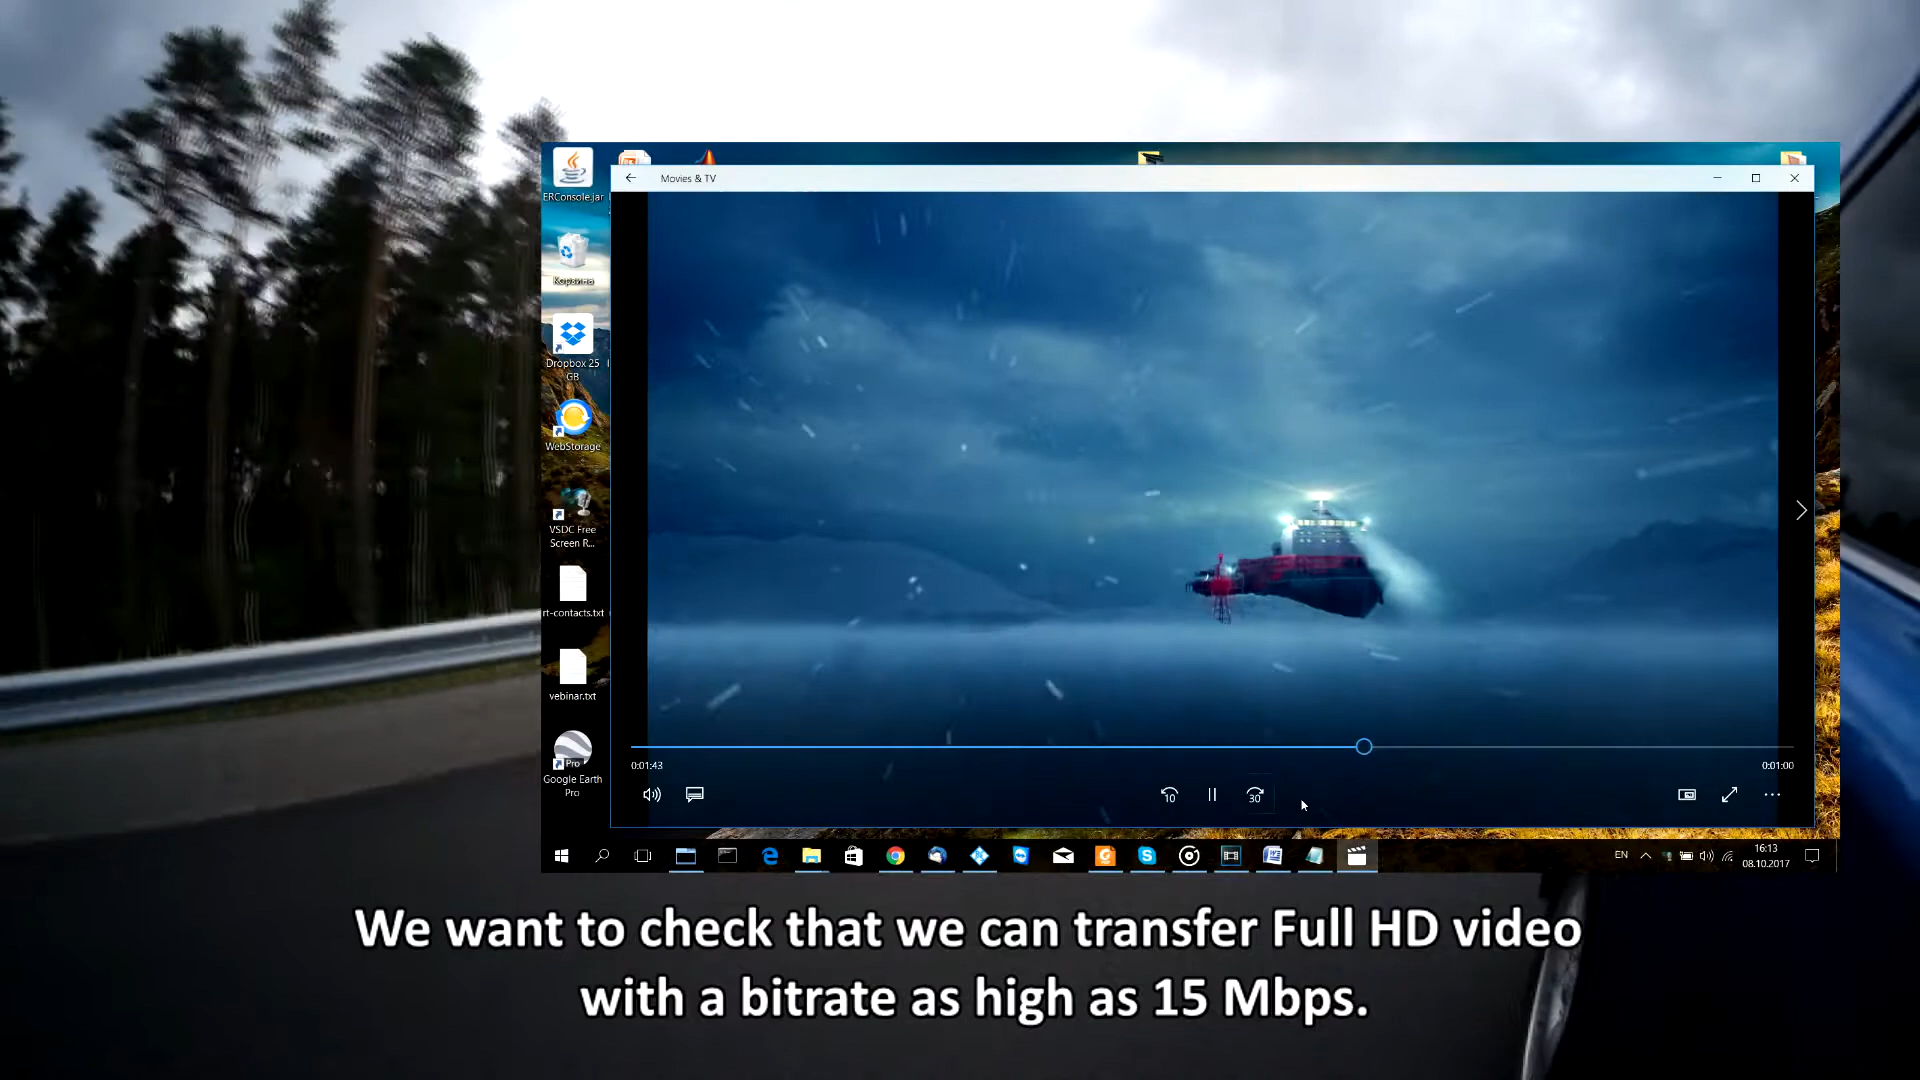 Movies & TV
ERConsole.jar
Корзина
Dropbox 25
GB
WebStorage
VSDC Free
Screen R...
rt-contacts.txt
vebinar.txt
Pro
Google Earth
Pro
0:01:43
0:01:00
10
30
EN
16:13
08.10.2017
We want to check that we can transfer Full HD video
with a bitrate as high as 15 Mbps.